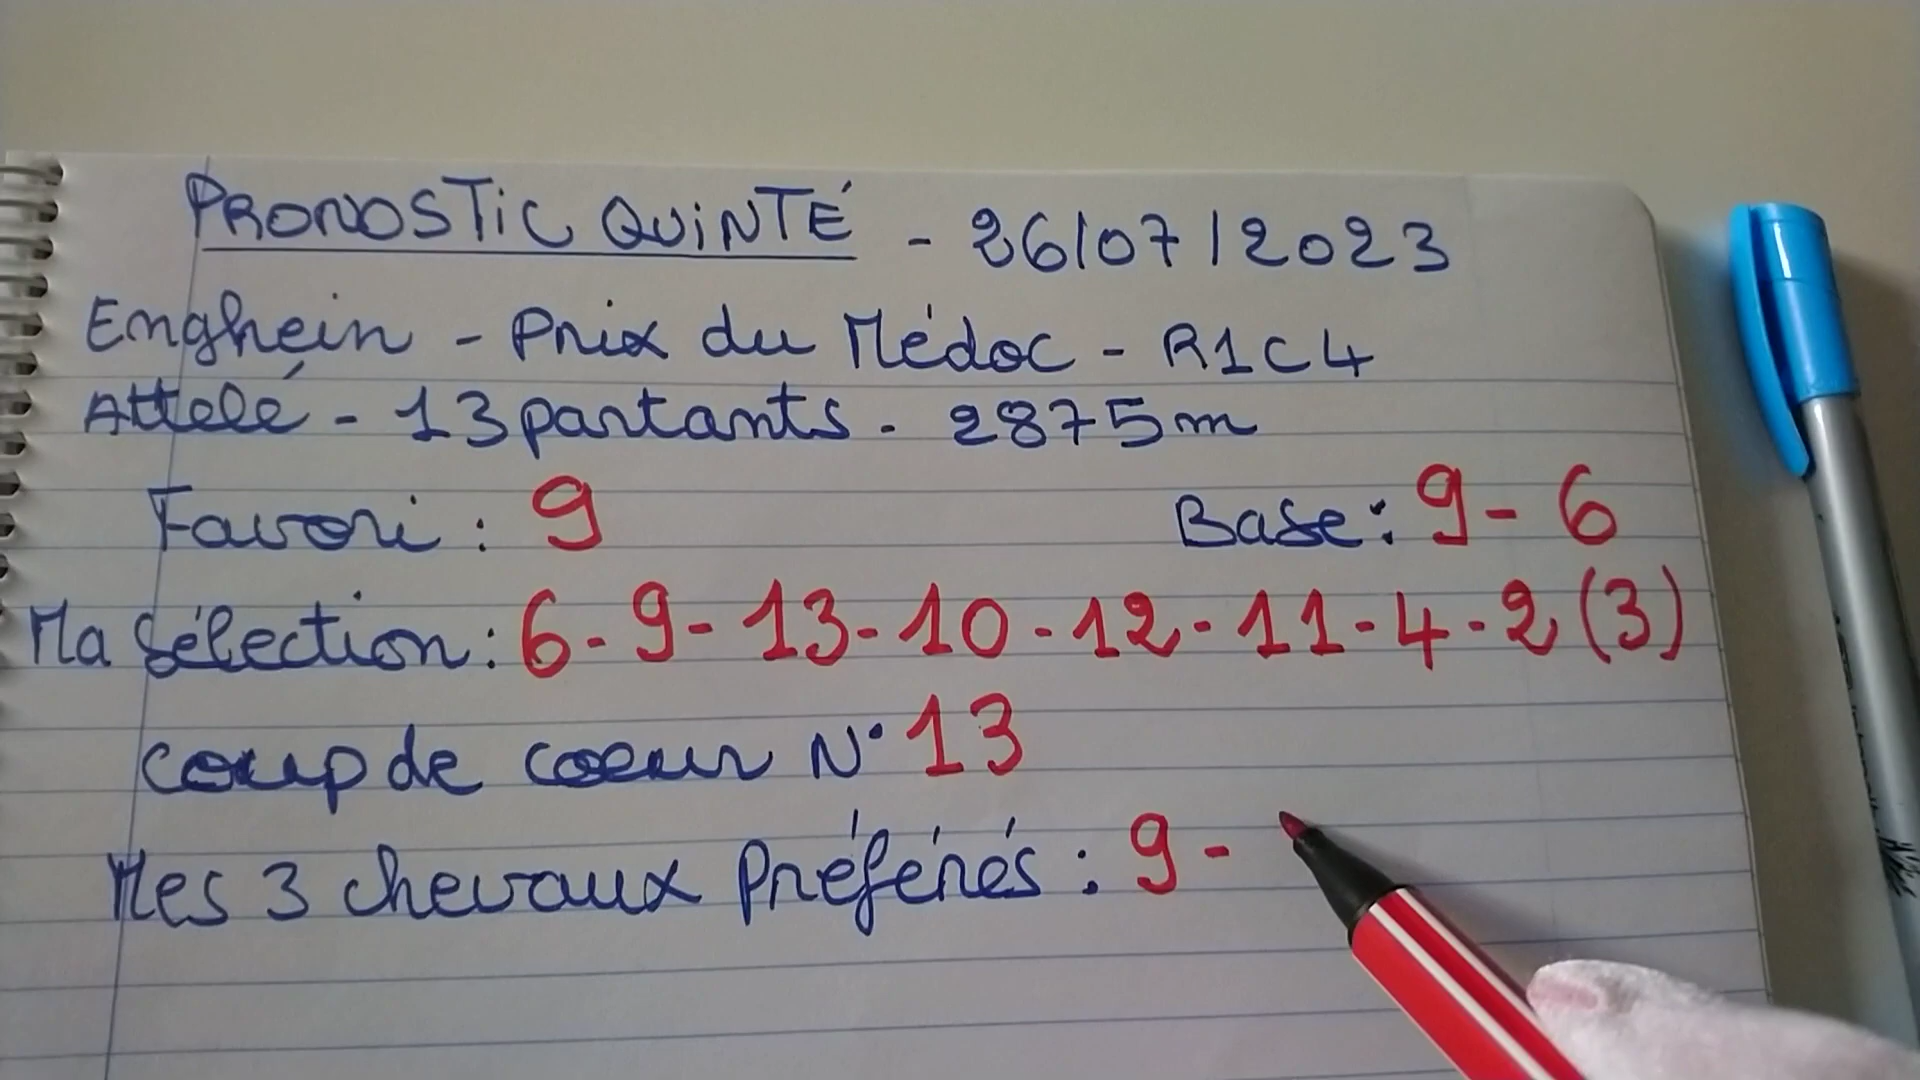 PRONOSTIC QUINTÉ - 26/07/2023
Enghein - Prix du Médoc - R1C4
Attelé - 13 partants - 2875m
Favori : 9 Base : 9 - 6
Ma Sélection : 6 - 9 - 13 - 10 - 12 - 11 - 4 - 2 (3)
coup de coeur N° 13
Mes 3 chevaux Préférés : 9 -